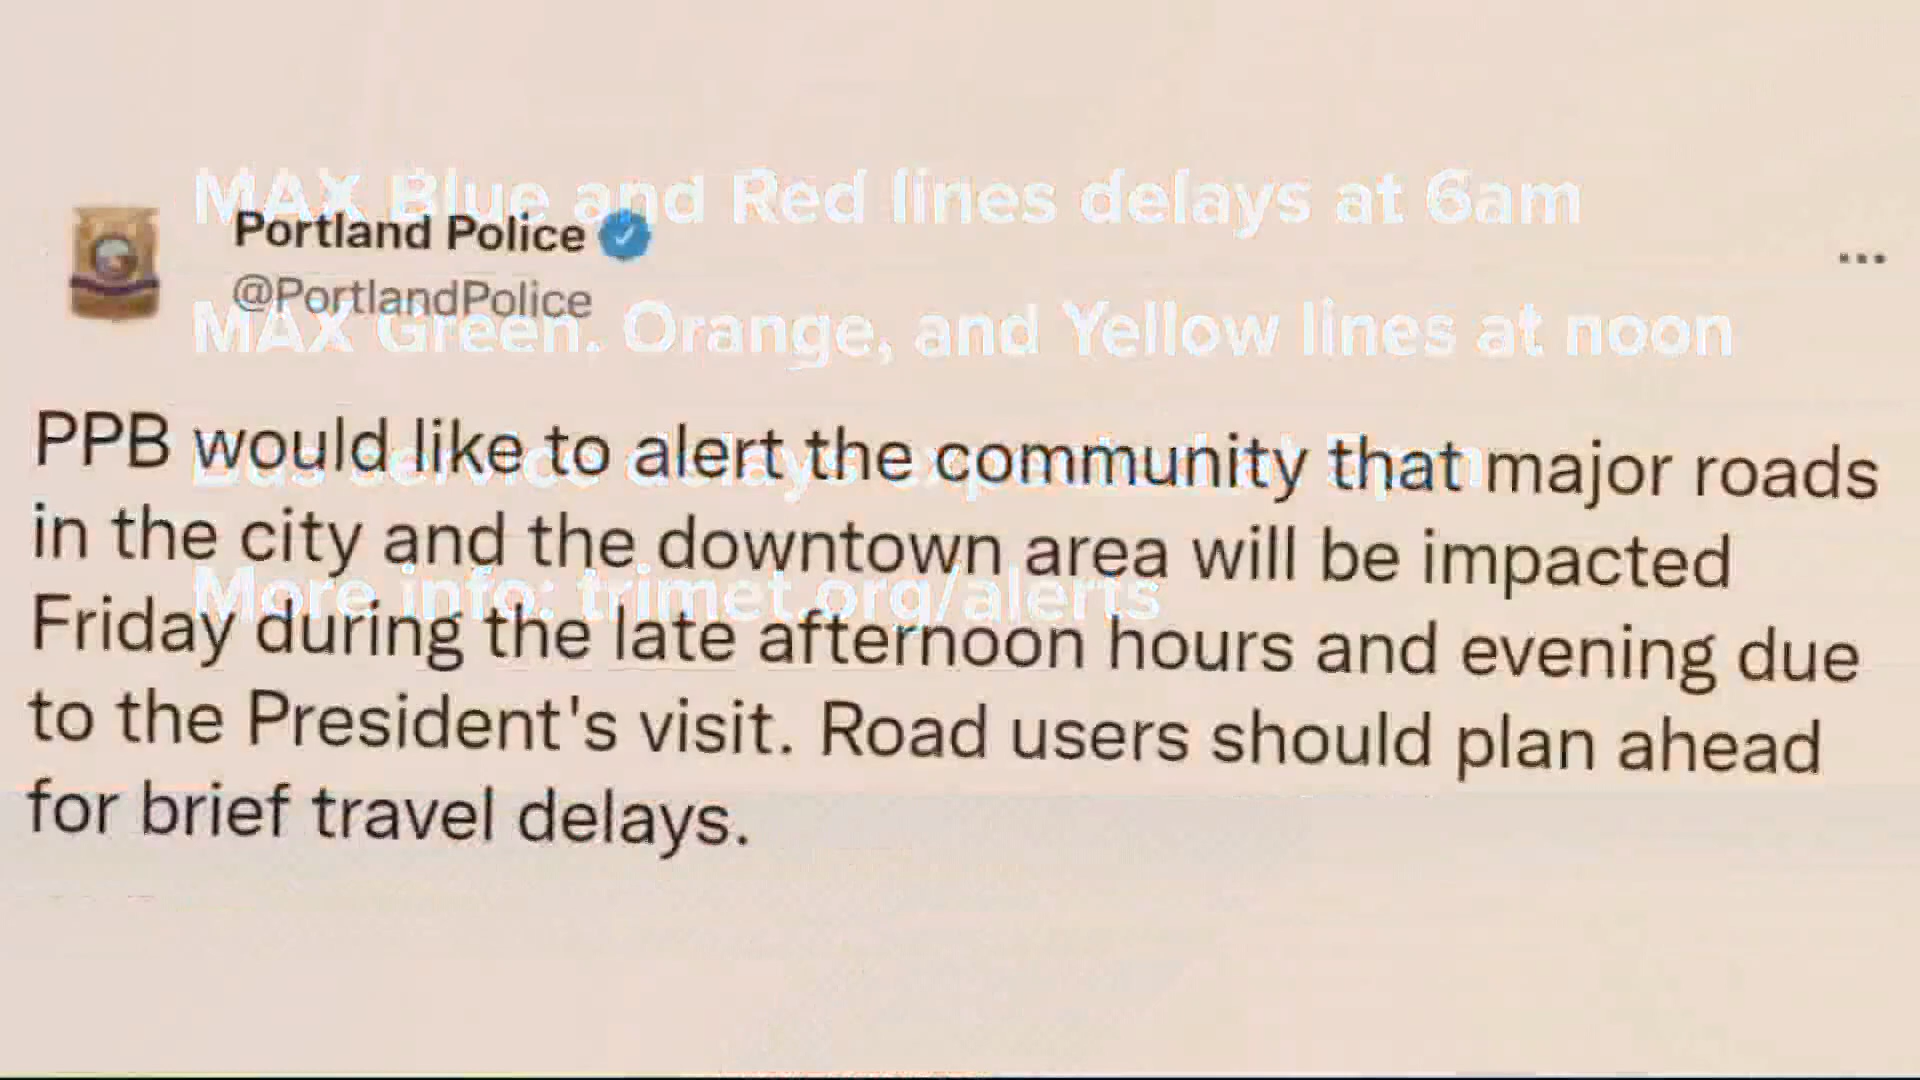 MAX Blue and Red lines delays at 6am
Portland Police
@PortlandPolice
MAX Green. Orange, and Yellow lines at noon
PPB would like to alert the community that major roads
Bus service delays
in the city and the downtown area will be impacted
More info: trimet.org/alerts
Friday during the late afternoon hours and evening due
to the President's visit. Road users should plan ahead
for brief travel delays.